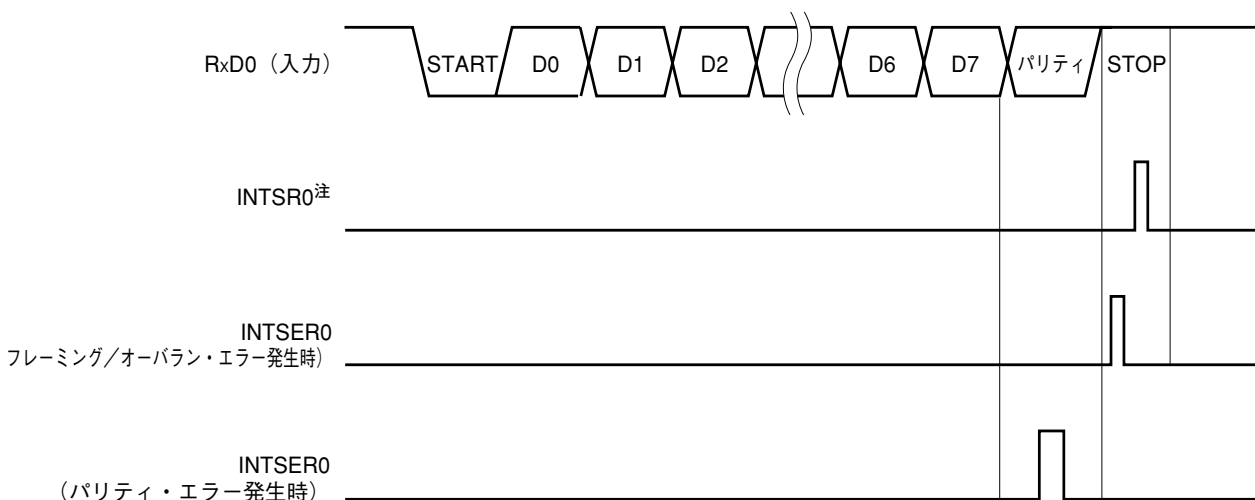 RxD0（入力） START D0 D1 D2 D6 D7 パリティ STOP
INTSR0注
INTSER0
フレーミング／オーバラン・エラー発生時）
INTSER0
（パリティ・エラー発生時）